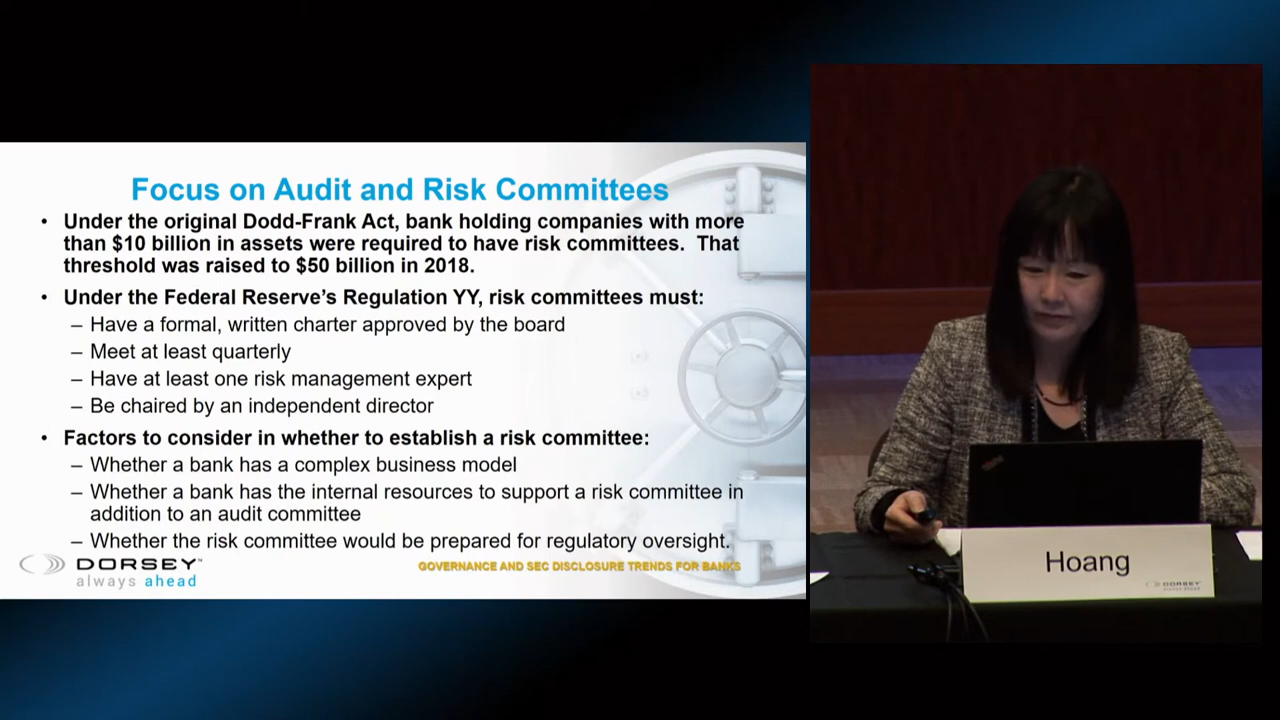 Focus on Audit and Risk Committees
• Under the original Dodd-Frank Act, bank holding companies with more
than $10 billion in assets were required to have risk committees. That
threshold was raised to $50 billion in 2018.
• Under the Federal Reserve’s Regulation YY, risk committees must:
– Have a formal, written charter approved by the board
– Meet at least quarterly
– Have at least one risk management expert
– Be chaired by an independent director
• Factors to consider in whether to establish a risk committee:
– Whether a bank has a complex business model
– Whether a bank has the internal resources to support a risk committee in
addition to an audit committee
– Whether the risk committee would be prepared for regulatory oversight.
DORSEY™
always ahead
GOVERNANCE AND SEC DISCLOSURE TRENDS FOR BANKS
Hoang
DORSEY